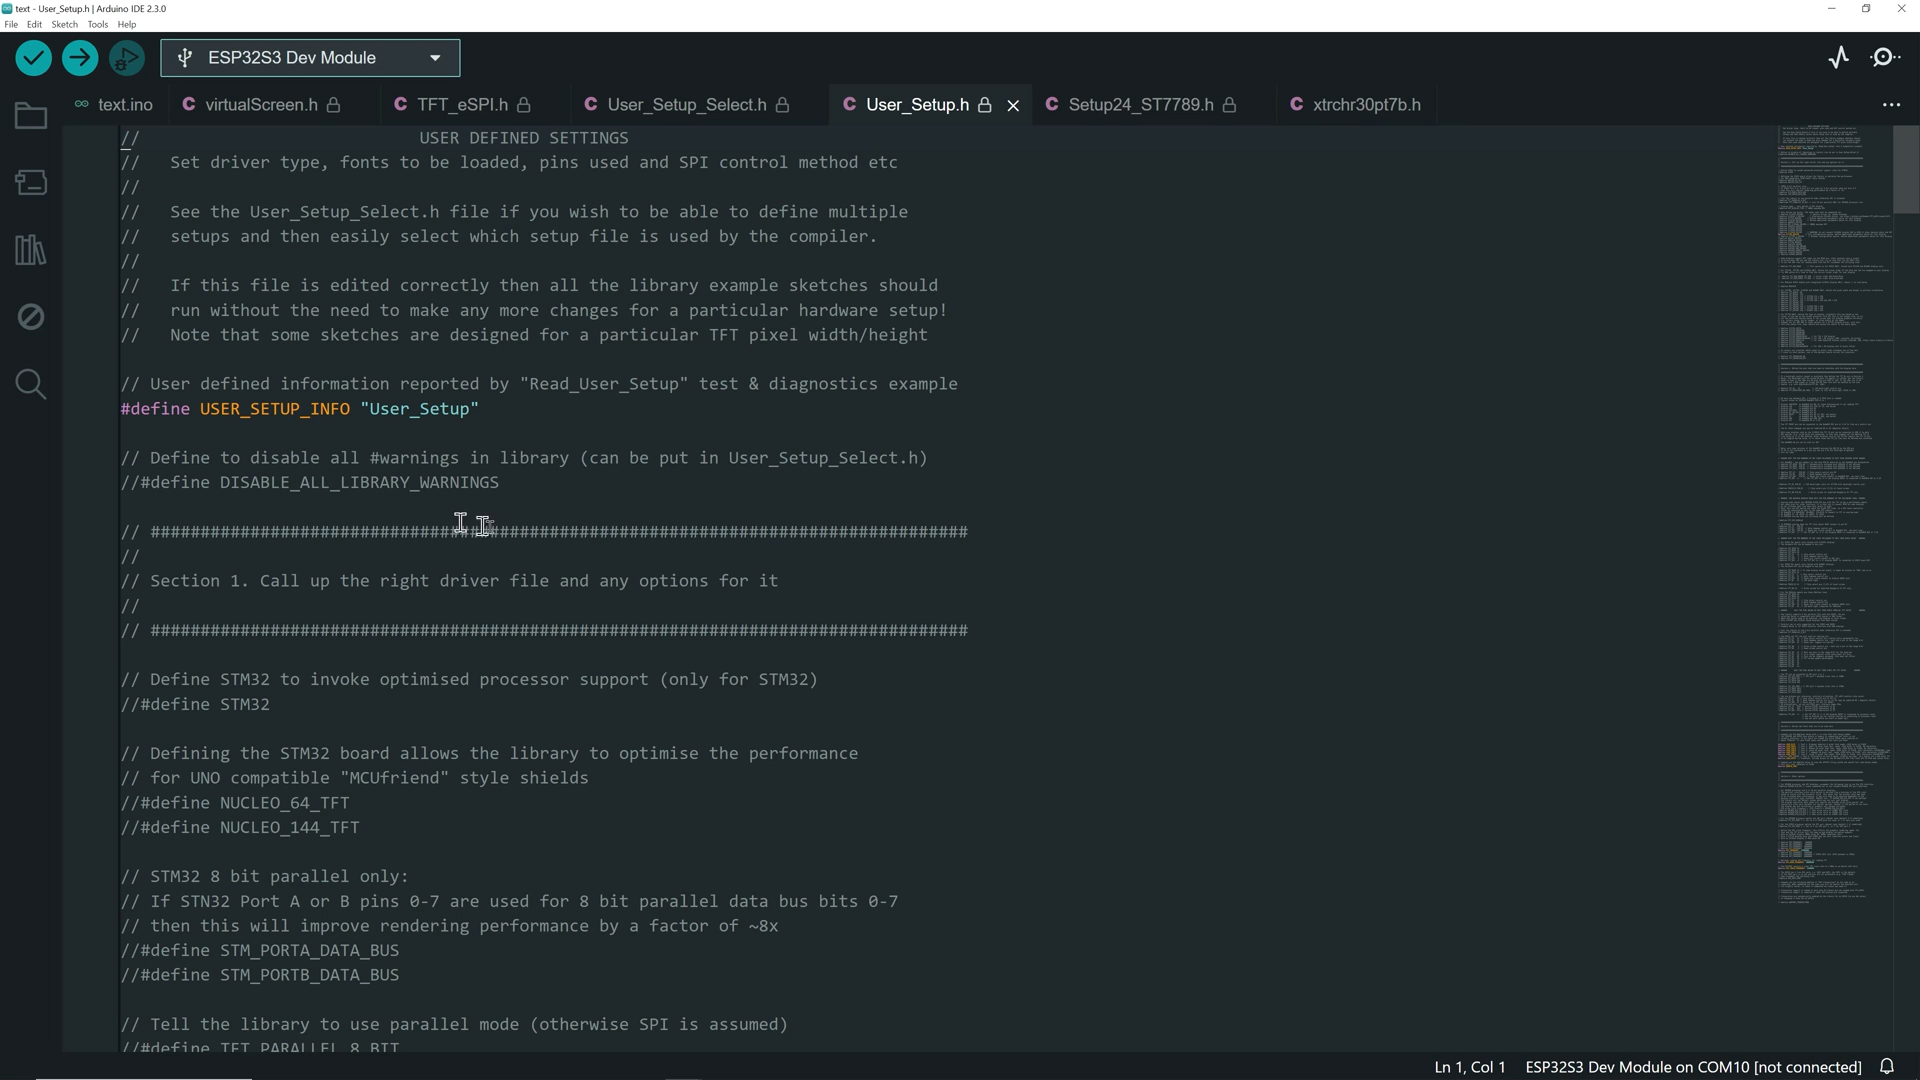 text - User_Setup.h | Arduino IDE 2.3.0
File Edit Sketch Tools Help
ESP32S3 Dev Module
text.ino virtualScreen.h TFT_eSPI.h User_Setup_Select.h User_Setup.h Setup24_ST7789.h xtrchr30pt7b.h
// USER DEFINED SETTINGS
// Set driver type, fonts to be loaded, pins used and SPI control method etc
//
// See the User_Setup_Select.h file if you wish to be able to define multiple
// setups and then easily select which setup file is used by the compiler.
//
// If this file is edited correctly then all the library example sketches should
// run without the need to make any more changes for a particular hardware setup!
// Note that some sketches are designed for a particular TFT pixel width/height
// User defined information reported by "Read_User_Setup" test & diagnostics example
#define USER_SETUP_INFO "User_Setup"
// Define to disable all #warnings in library (can be put in User_Setup_Select.h)
//#define DISABLE_ALL_LIBRARY_WARNINGS
// ##################################################################################
//
// Section 1. Call up the right driver file and any options for it
//
// ##################################################################################
// Define STM32 to invoke optimised processor support (only for STM32)
//#define STM32
// Defining the STM32 board allows the library to optimise the performance
// for UNO compatible "MCUfriend" style shields
//#define NUCLEO_64_TFT
//#define NUCLEO_144_TFT
// STM32 8 bit parallel only:
// If STN32 Port A or B pins 0-7 are used for 8 bit parallel data bus bits 0-7
// then this will improve rendering performance by a factor of ~8x
//#define STM_PORTA_DATA_BUS
//#define STM_PORTB_DATA_BUS
// Tell the library to use parallel mode (otherwise SPI is assumed)
//#define TFT_PARALLEL_8_BIT
Ln 1, Col 1 ESP32S3 Dev Module on COM10 [not connected]